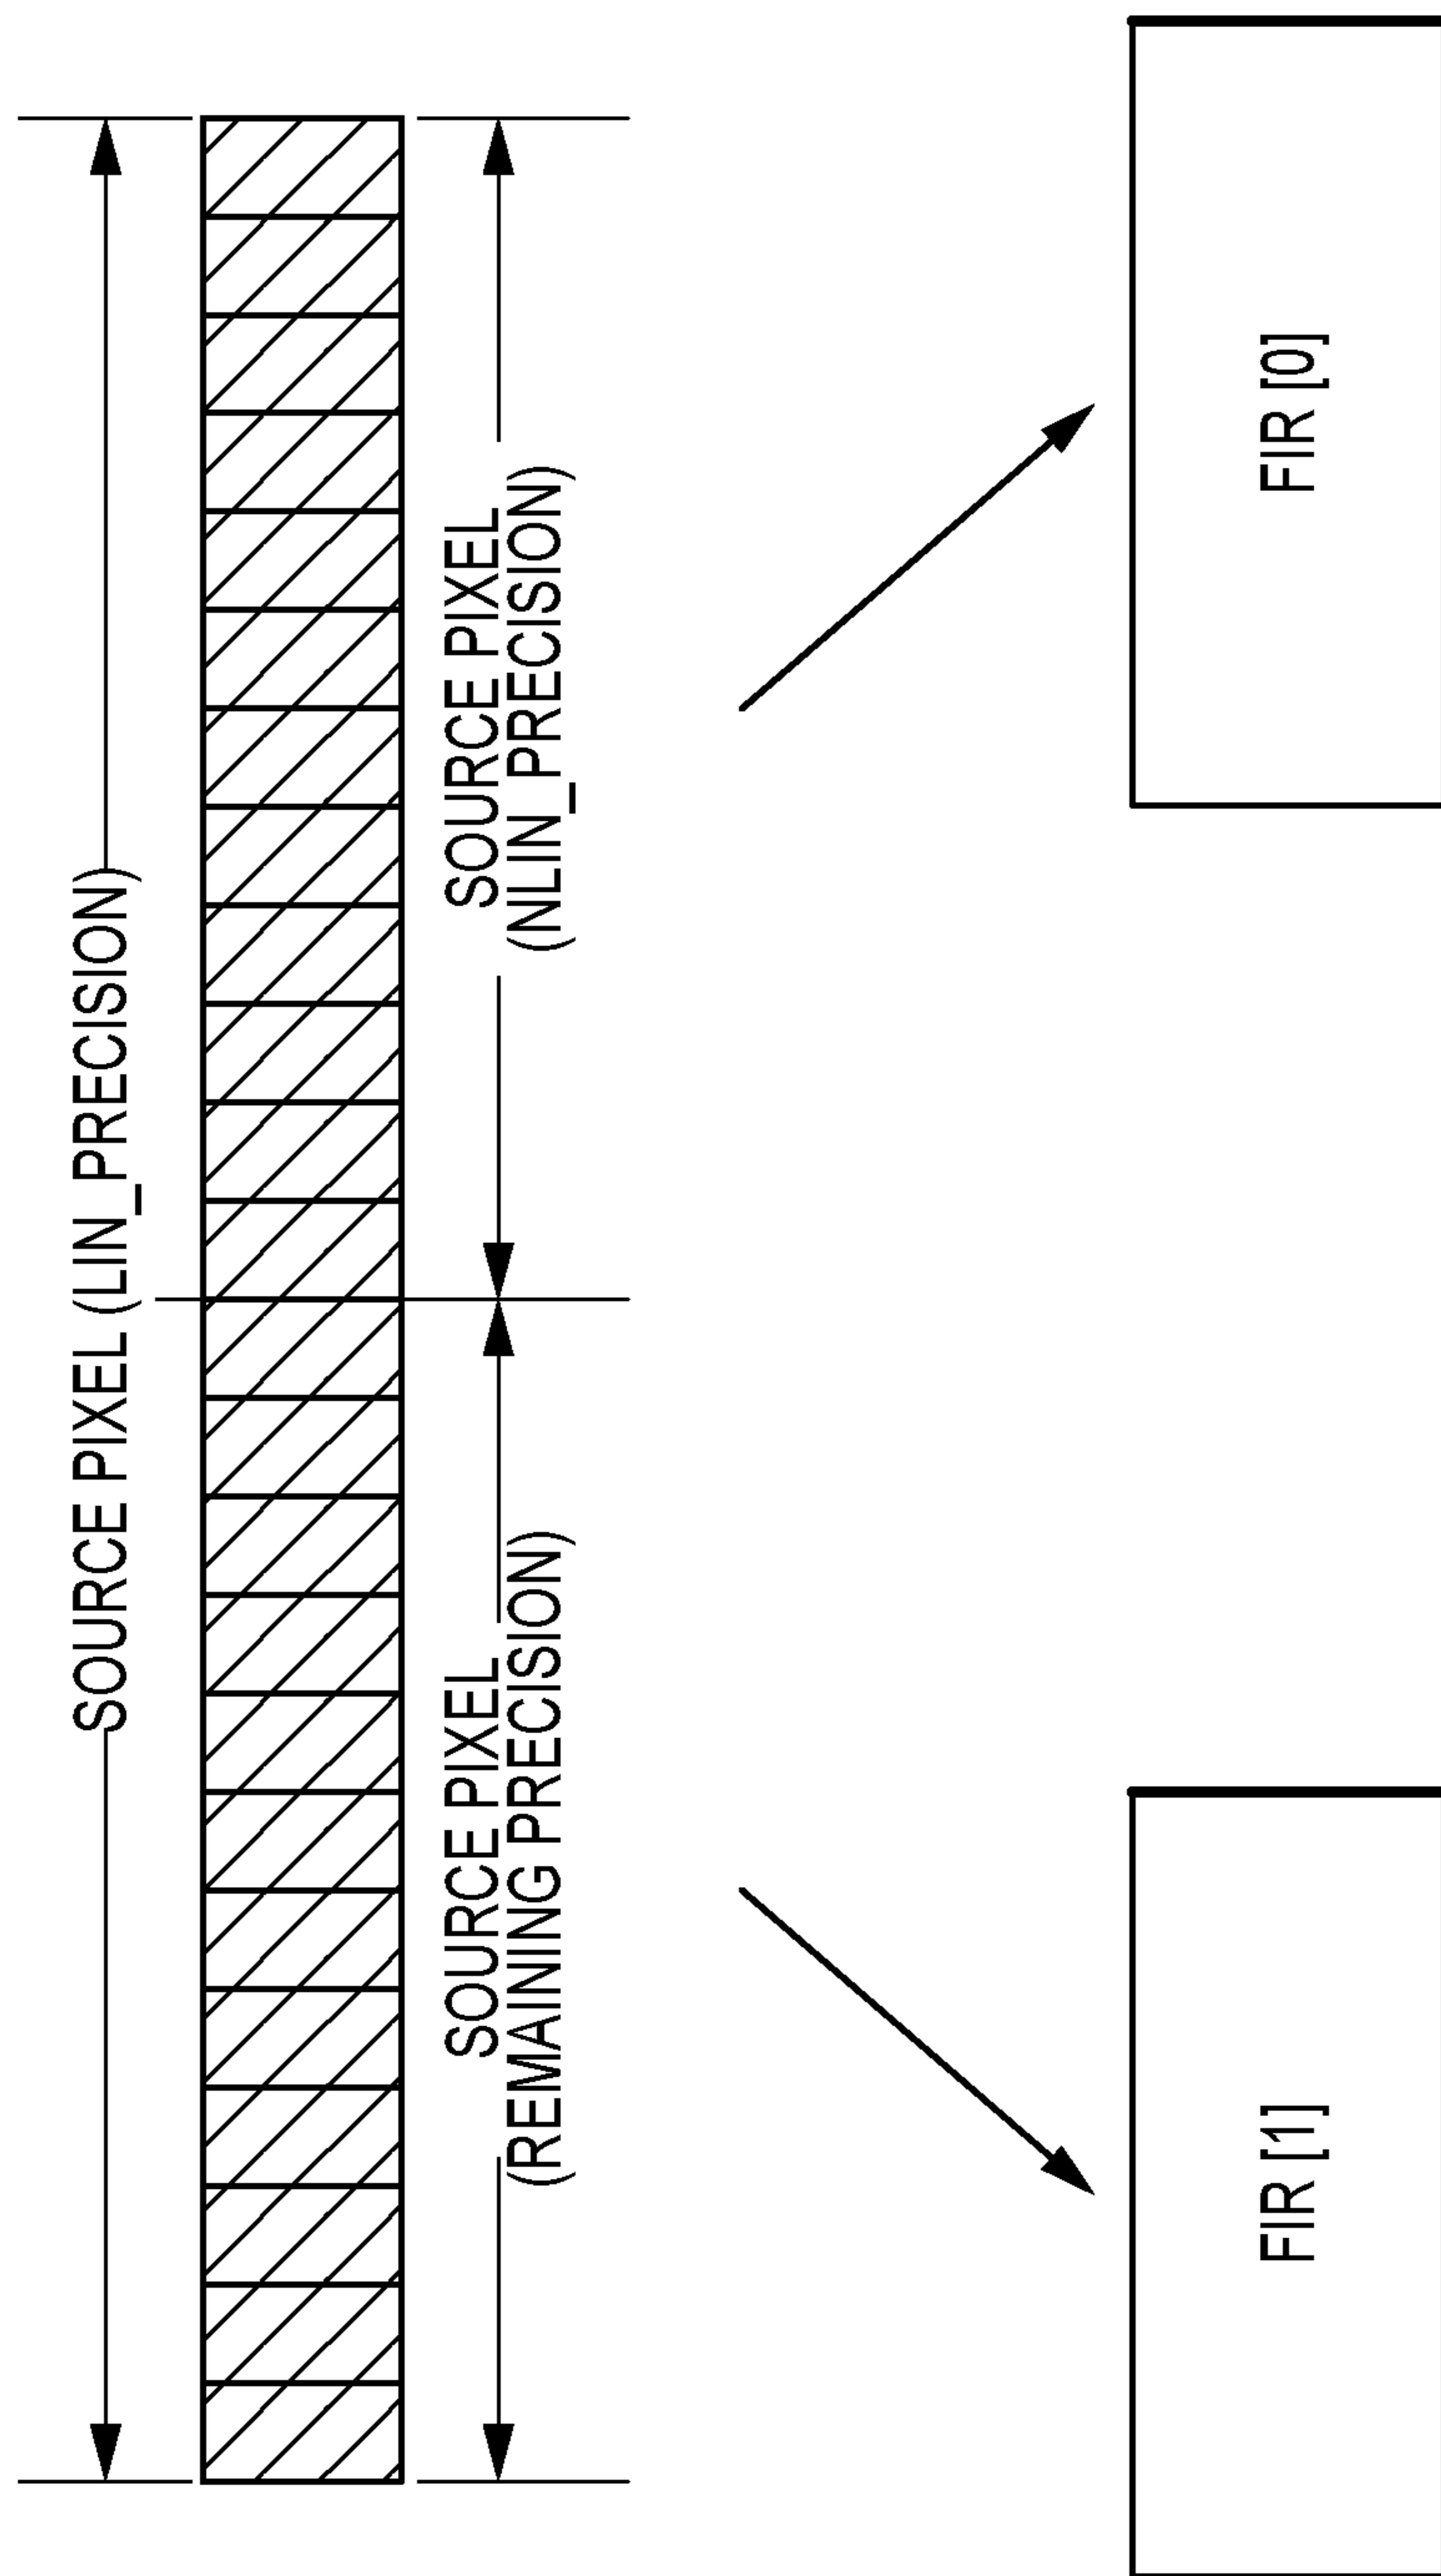 SOURCE PIXEL (LIN_PRECISION)
SOURCE PIXEL
(REMAINING PRECISION)
SOURCE PIXEL
(NLIN_PRECISION)
FIR [1]
FIR [0]